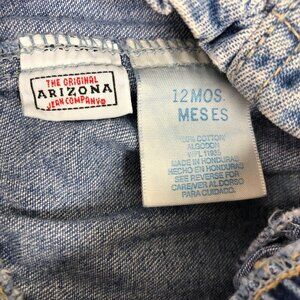 THE ORIGINAL
ARIZONA
JEAN COMPANY®
12 MOS.
MESES
100% COTTON
ALGODON
MADE IN HONDURAS
HECHO EN HONDURAS
SEE REVERSE FOR
CARE/VER AL DORSO
PARA CUIDADO.